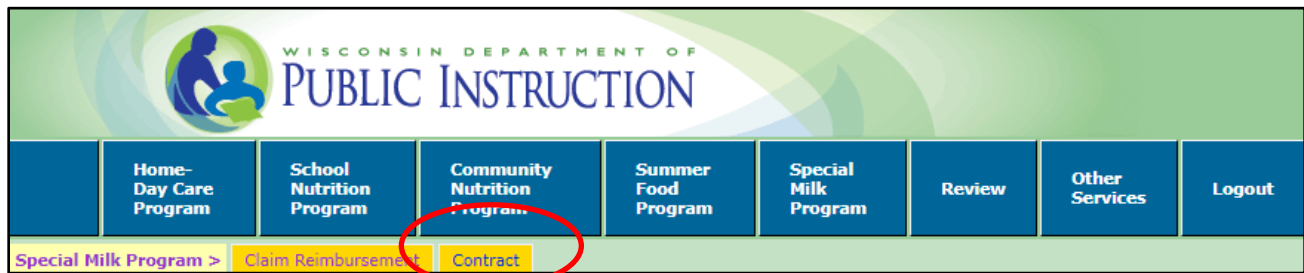 WISCONSIN DEPARTMENT OF
PUBLIC INSTRUCTION
Home-
Day Care
Program
School
Nutrition
Program
Community
Nutrition
Program
Summer
Food
Program
Special
Milk
Program
Review
Other
Services
Logout
Special Milk Program > Claim Reimbursement Contract